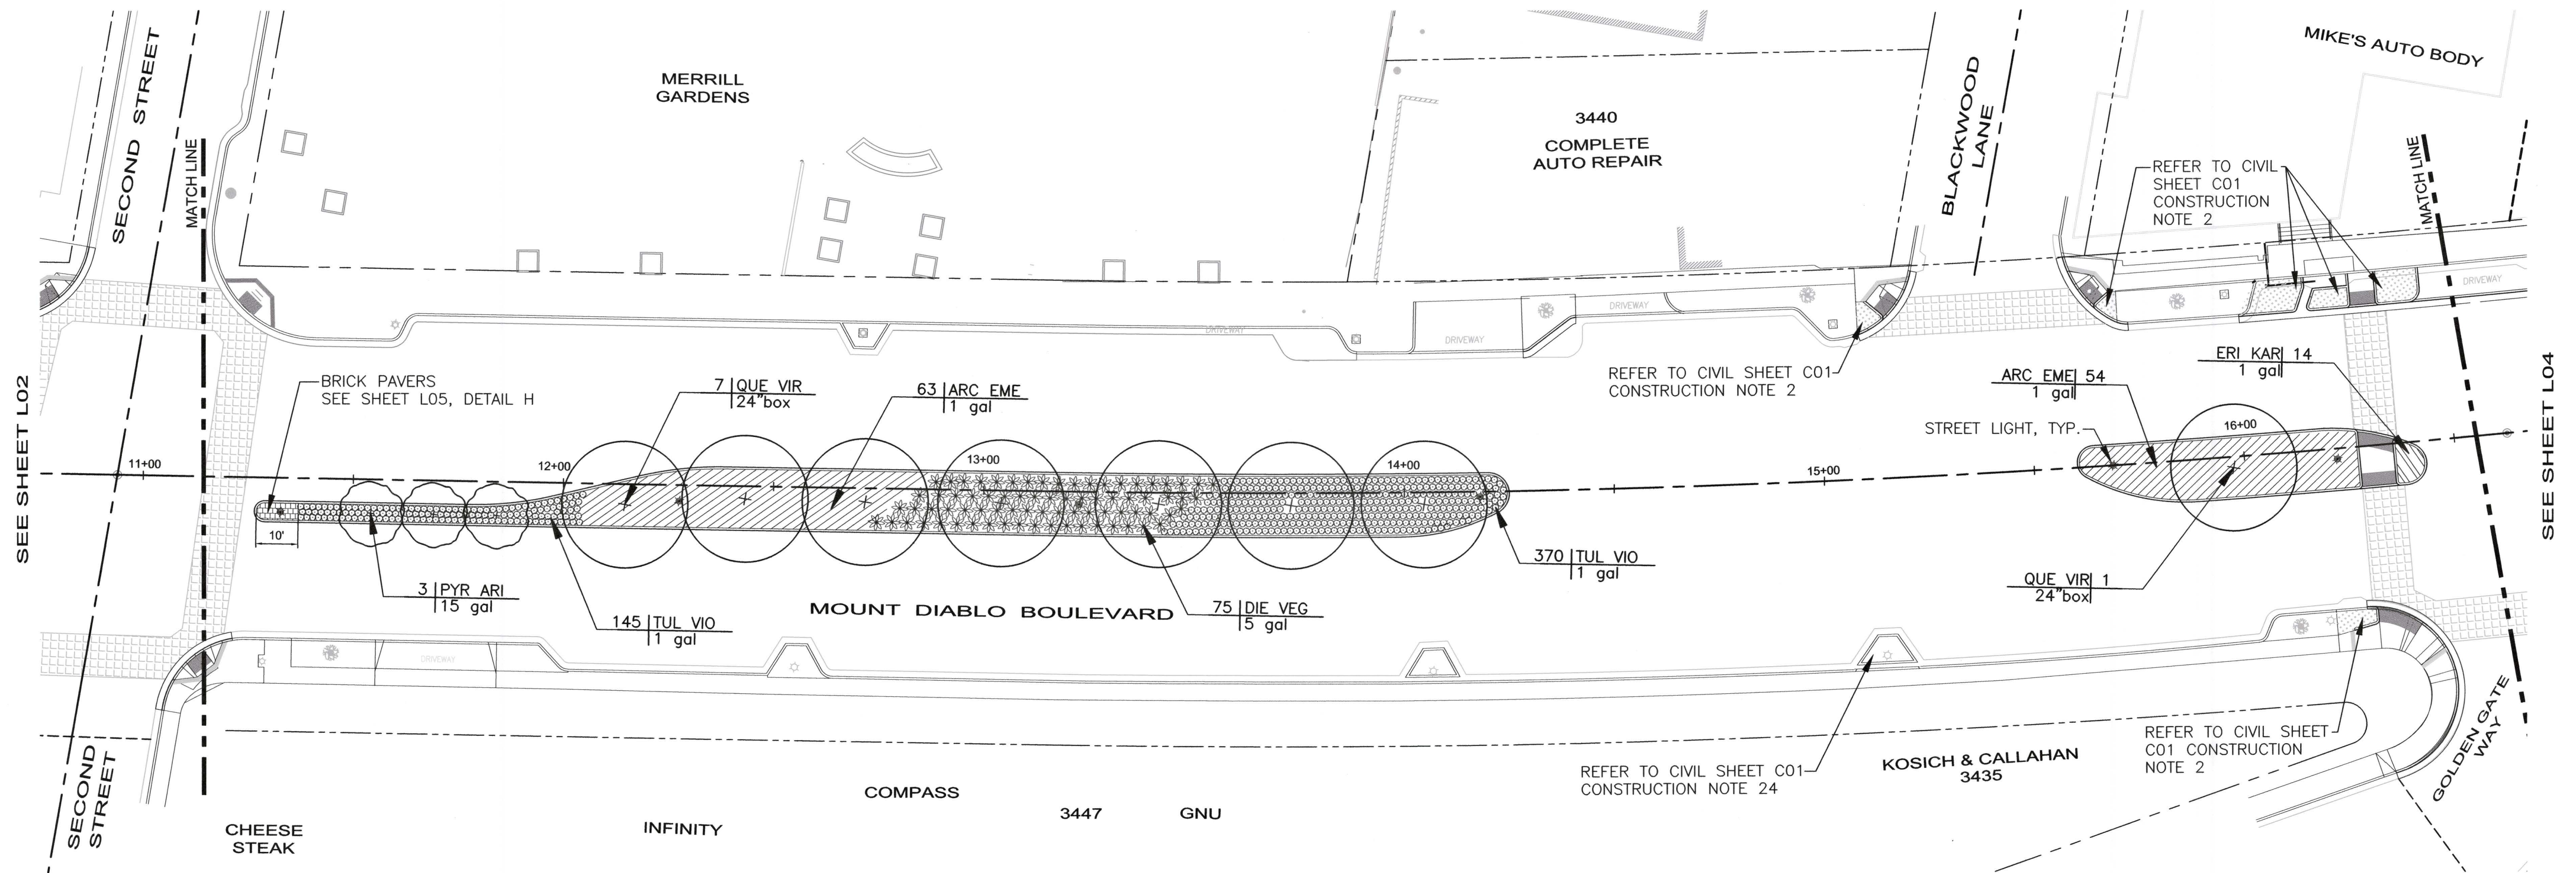 SECOND STREET
MATCH LINE
MERRILL
GARDENS
3440
COMPLETE
AUTO REPAIR
BLACKWOOD
LANE
MIKE'S AUTO BODY
REFER TO CIVIL
SHEET C01
CONSTRUCTION
NOTE 2
MATCH LINE
DRIVEWAY
DRIVEWAY
DRIVEWAY
DRIVEWAY
SEE SHEET L02
BRICK PAVERS
SEE SHEET L05, DETAIL H
7 QUE VIR
24"box
63 ARC EME
1 gal
REFER TO CIVIL SHEET C01
CONSTRUCTION NOTE 2
ERI KAR 14
1 gal
ARC EME 54
1 gal
STREET LIGHT, TYP.
SEE SHEET L04
11+00
12+00
13+00
14+00
15+00
16+00
10'
3 PYR ARI
15 gal
145 TUL VIO
1 gal
MOUNT DIABLO BOULEVARD
75 DIE VEG
5 gal
370 TUL VIO
1 gal
QUE VIR 1
24"box
DRIVEWAY
SECOND
STREET
CHEESE
STEAK
INFINITY
COMPASS
3447
GNU
REFER TO CIVIL SHEET C01
CONSTRUCTION NOTE 24
KOSICH & CALLAHAN
3435
REFER TO CIVIL SHEET
C01 CONSTRUCTION
NOTE 2
GOLDEN GATE
WAY